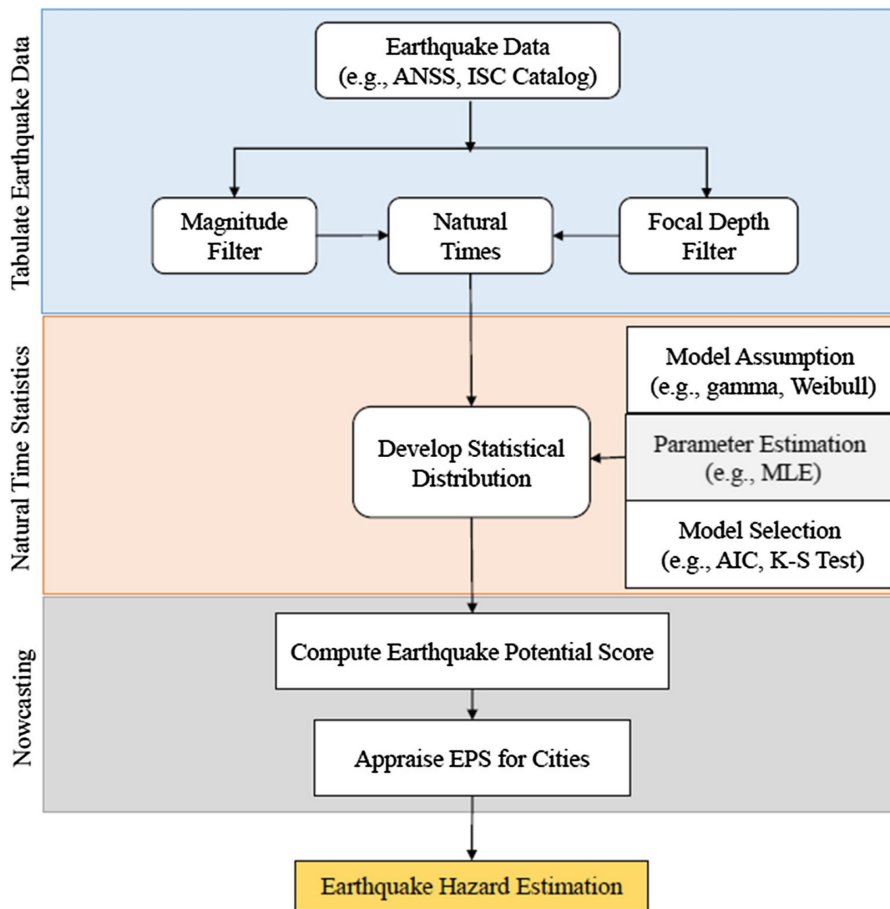 Tabulate Earthquake Data
Earthquake Data
(e.g., ANSS, ISC Catalog)
Magnitude
Filter
Natural
Times
Focal Depth
Filter
Natural Time Statistics
Model Assumption
(e.g., gamma, Weibull)
Develop Statistical
Distribution
Parameter Estimation
(e.g., MLE)
Model Selection
(e.g., AIC, K-S Test)
Nowcasting
Compute Earthquake Potential Score
Appraise EPS for Cities
Earthquake Hazard Estimation